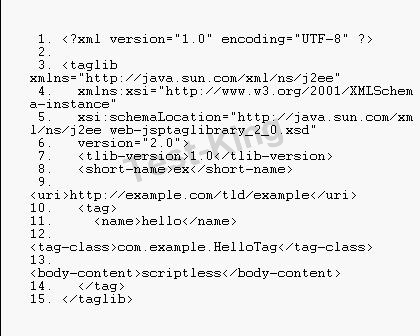 1. <?xml version="1.0" encoding="UTF-8" ?>
2.
3. <taglib
xmlns="http://java.sun.com/xml/ns/j2ee"
4. xmlns:xsi="http://www.w3.org/2001/XMLSchem
a-instance"
5. xsi:schemaLocation="http://java.sun.com/xm
l/ns/j2ee web-jsptaglibrary_2_0.xsd"
6. version="2.0">
7. <tlib-version>1.0</tlib-version>
8. <short-name>ex</short-name>
9.
<uri>http://example.com/tld/example</uri>
10. <tag>
11. <name>hello</name>
12.
<tag-class>com.example.HelloTag</tag-class>
13.
<body-content>scriptless</body-content>
14. </tag>
15. </taglib>
Test-King